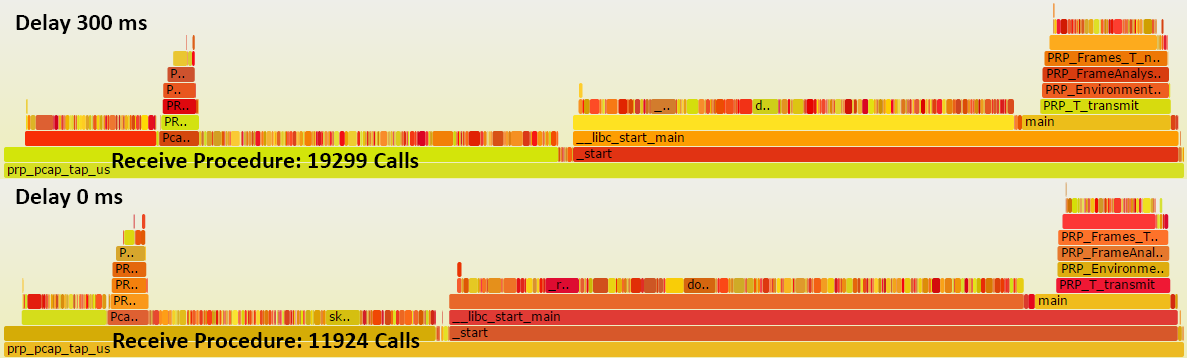 Delay 300 ms
PRP_Frames_T_n..
P..
PRP_FrameAnalys..
P..
PRP_Environment..
PR..
_..
d..
PRP_T_transmit
PR..
main
Pca..
__libc_start_main
Receive Procedure: 19299 Calls
_start
prp_pcap_tap_us
Delay 0 ms
PRP_Frames_T..
P..
PRP_FrameAnal..
PR..
PRP_Environme..
PR..
_r..
do..
PRP_T_transmit
PR..
main
Pca..
sk..
__libc_start_main
Receive Procedure: 11924 Calls
_start
prp_pcap_tap_us